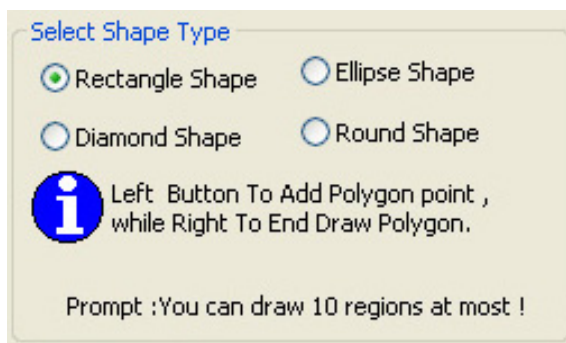 Select Shape Type
Rectangle Shape
Ellipse Shape
Diamond Shape
Round Shape
Left Button To Add Polygon point ,
while Right To End Draw Polygon.
Prompt :You can draw 10 regions at most !